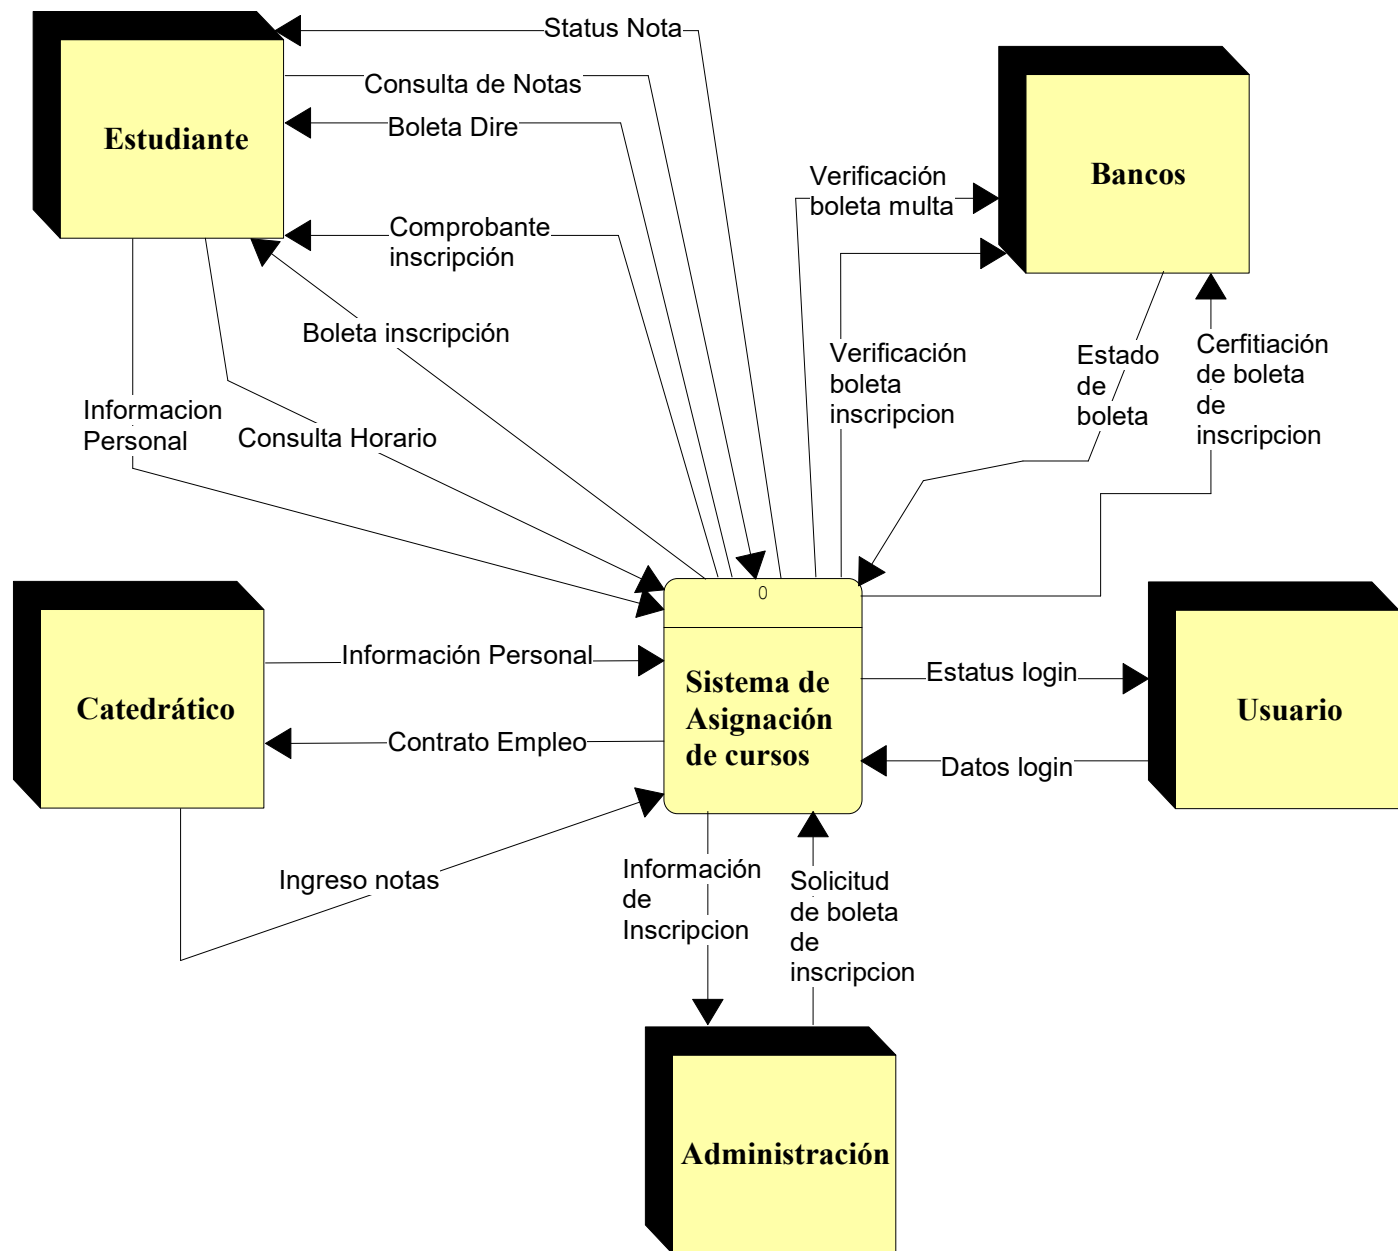 Status Nota
Consulta de Notas
Boleta Dire
Estudiante
Comprobante
inscripción
Boleta inscripción
Informacion
Personal
Consulta Horario
Bancos
Verificación
boleta multa
Verificación
boleta
inscripcion
Estado
de
boleta
Cerfitiación
de boleta
de
inscripcion
0
Sistema de
Asignación
de cursos
Información Personal
Catedrático
Contrato Empleo
Ingreso notas
Estatus login
Usuario
Datos login
Información
de
Inscripcion
Solicitud
de boleta
de
inscripcion
Administración